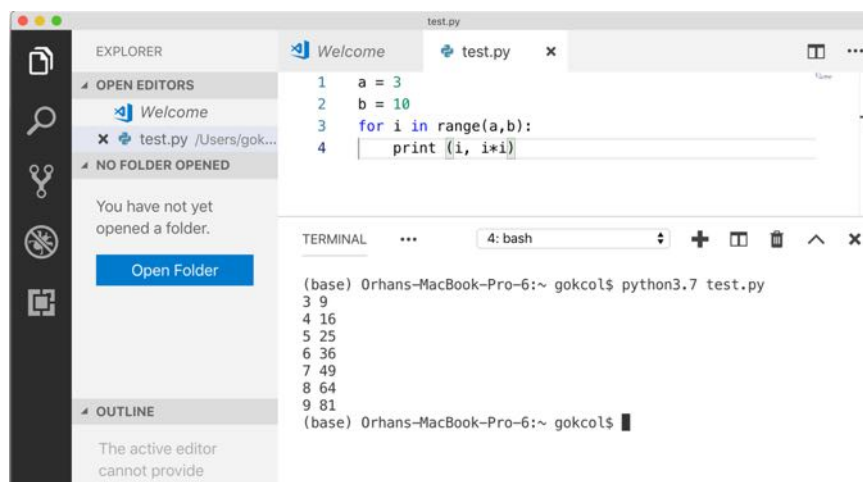 test.py
EXPLORER
OPEN EDITORS
Welcome
test.py /Users/gok...
NO FOLDER OPENED
You have not yet
opened a folder.
Open Folder
OUTLINE
The active editor
cannot provide
Welcome
test.py
1 a = 3
2 b = 10
3 for i in range(a,b):
4 print (i, i*i)
TERMINAL
4: bash
(base) Orhans-MacBook-Pro-6:~ gokcol$ python3.7 test.py
3 9
4 16
5 25
6 36
7 49
8 64
9 81
(base) Orhans-MacBook-Pro-6:~ gokcol$